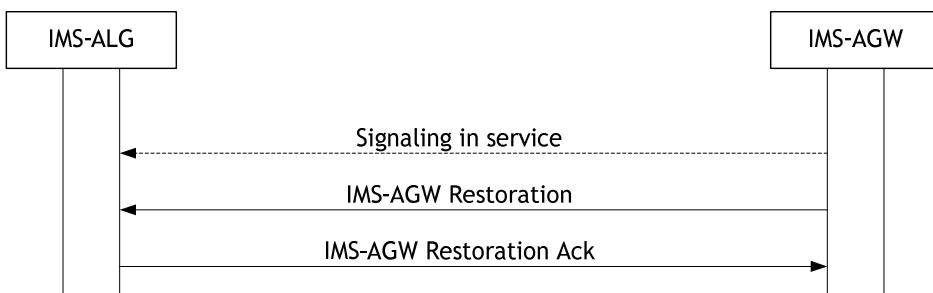 IMS-ALG
IMS-AGW
Signaling in service
IMS-AGW Restoration
IMS-AGW Restoration Ack